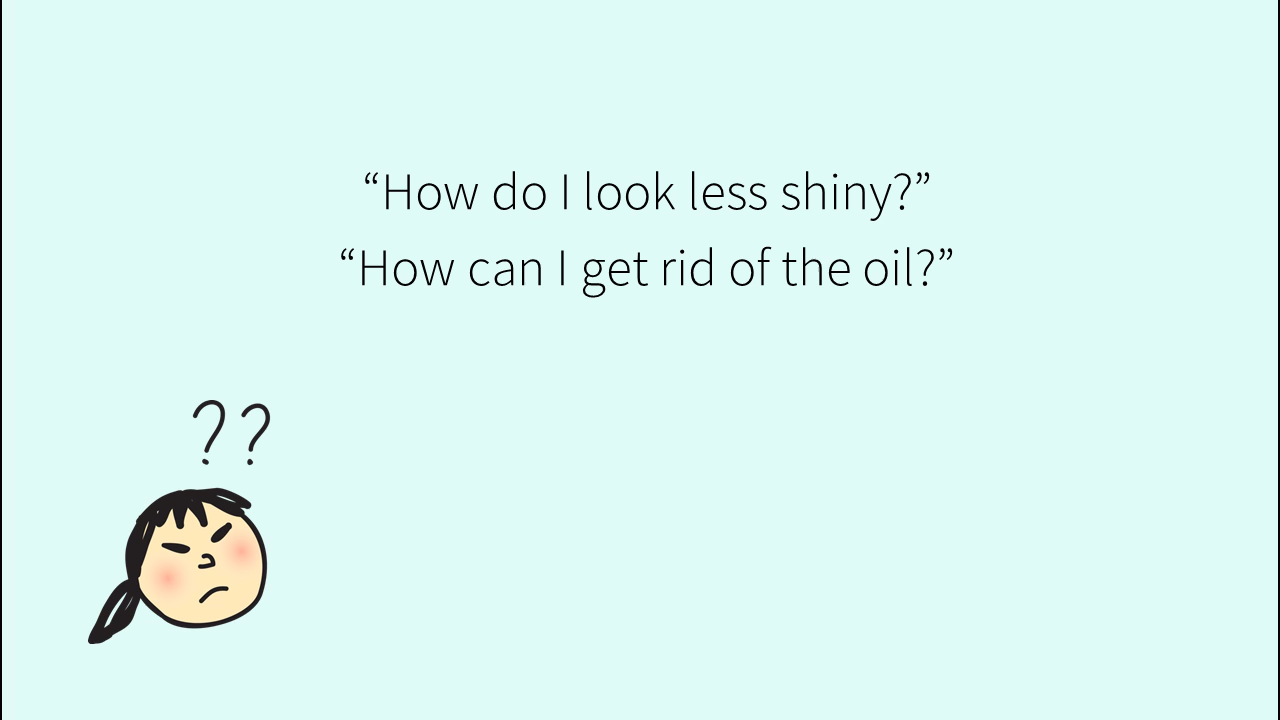 “How do I look less shiny?”
“How can I get rid of the oil?”
??